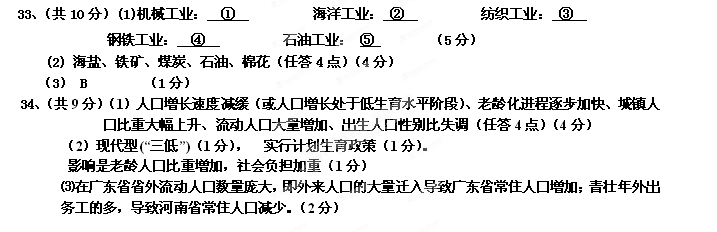 33、（共 10 分）(1)机械工业： ① 海洋工业： ② 纺织工业： ③
钢铁工业： ④ 石油工业： ⑤ （5 分）
（2）海盐、铁矿、煤炭、石油、棉花（任答 4 点）（4 分）
（3） B （1 分）
34、（共 9 分）（1）人口增长速度减缓（或人口增长处于低生育水平阶段）、老龄化进程逐步加快、城镇人
口比重大幅上升、流动人口大量增加、出生人口性别比失调（任答 4 点）（4 分）
（2）现代型（“三低”）（1 分）， 实行计划生育政策（1 分）。
影响是老龄人口比重增加，社会负担加重（1 分）
⑶在广东省省外流动人口数量庞大，即外来人口的大量迁入导致广东省常住人口增加；青壮年外出
务工的多，导致河南省常住人口减少。（2 分）